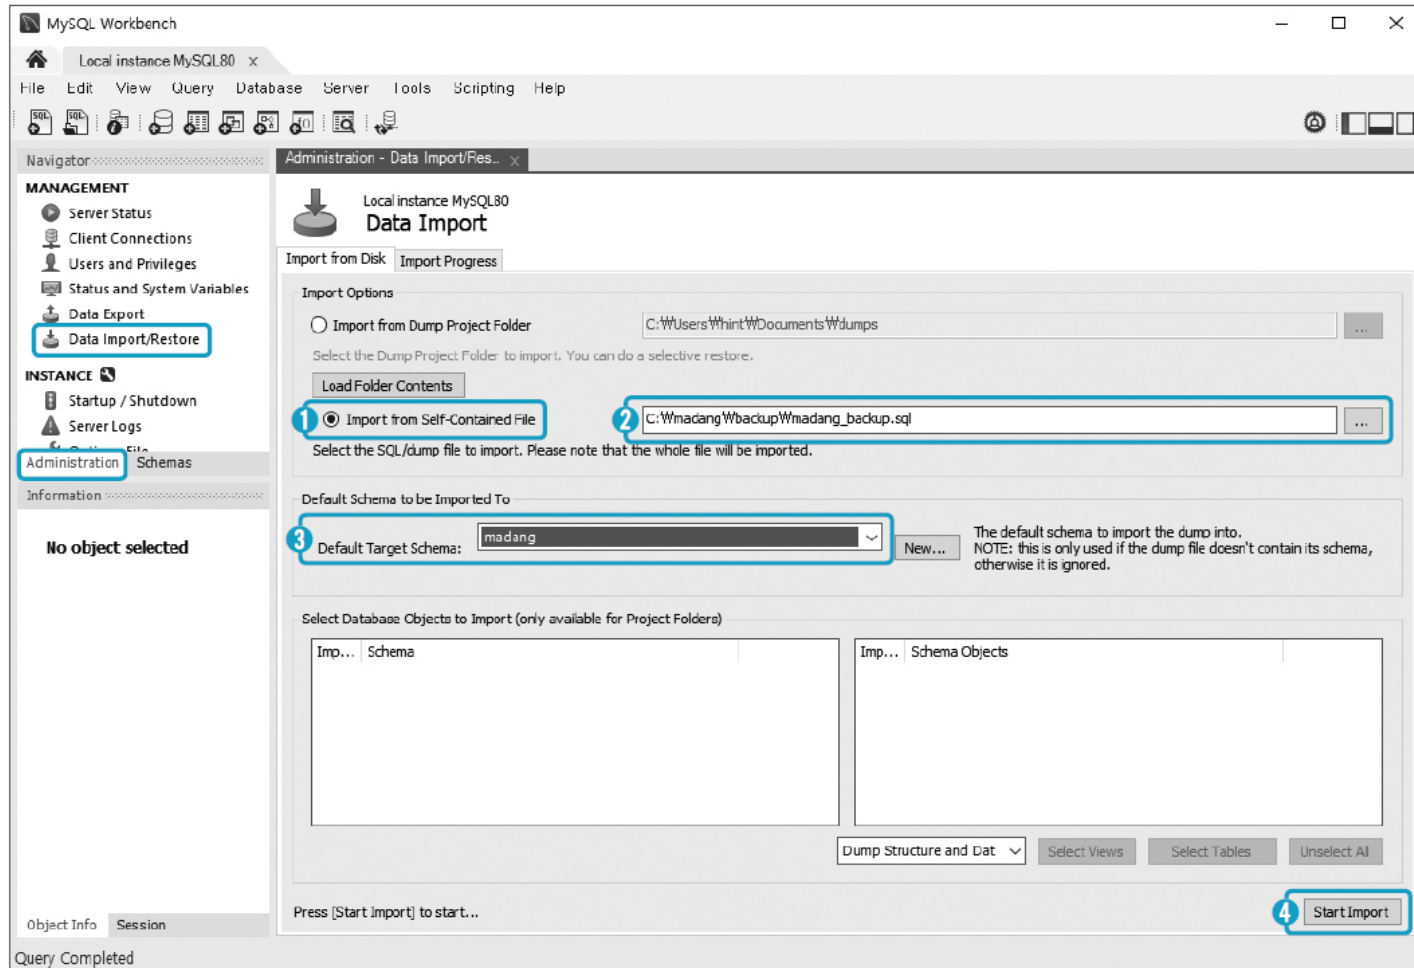 MySQL Workbench
Local instance MySQL80 x
File Edit View Query Database Server Tools Scripting Help
Navigator
MANAGEMENT
Server Status
Client Connections
Users and Privileges
Status and System Variables
Data Export
Data Import/Restore
INSTANCE
Startup / Shutdown
Server Logs
Administration Schemas
Information
No object selected
Object Info Session
Query Completed
Administration - Data Import/Res... x
Local instance MySQL80
Data Import
Import from Disk Import Progress
Import Options
Import from Dump Project Folder C:₩Users₩hint₩Documents₩dumps ...
Select the Dump Project Folder to import. You can do a selective restore.
Load Folder Contents
1 Import from Self-Contained File 2 C:₩madang₩backup₩madang_backup.sql ...
Select the SQL/dump file to import. Please note that the whole file will be imported.
Default Schema to be Imported To
3 Default Target Schema: madang New...
The default schema to import the dump into.
NOTE: this is only used if the dump file doesn't contain its schema,
otherwise it is ignored.
Select Database Objects to Import (only available for Project Folders)
Imp... Schema Imp... Schema Objects
Dump Structure and Dat Select Views Select Tables Unselect All
Press [Start Import] to start... 4 Start Import